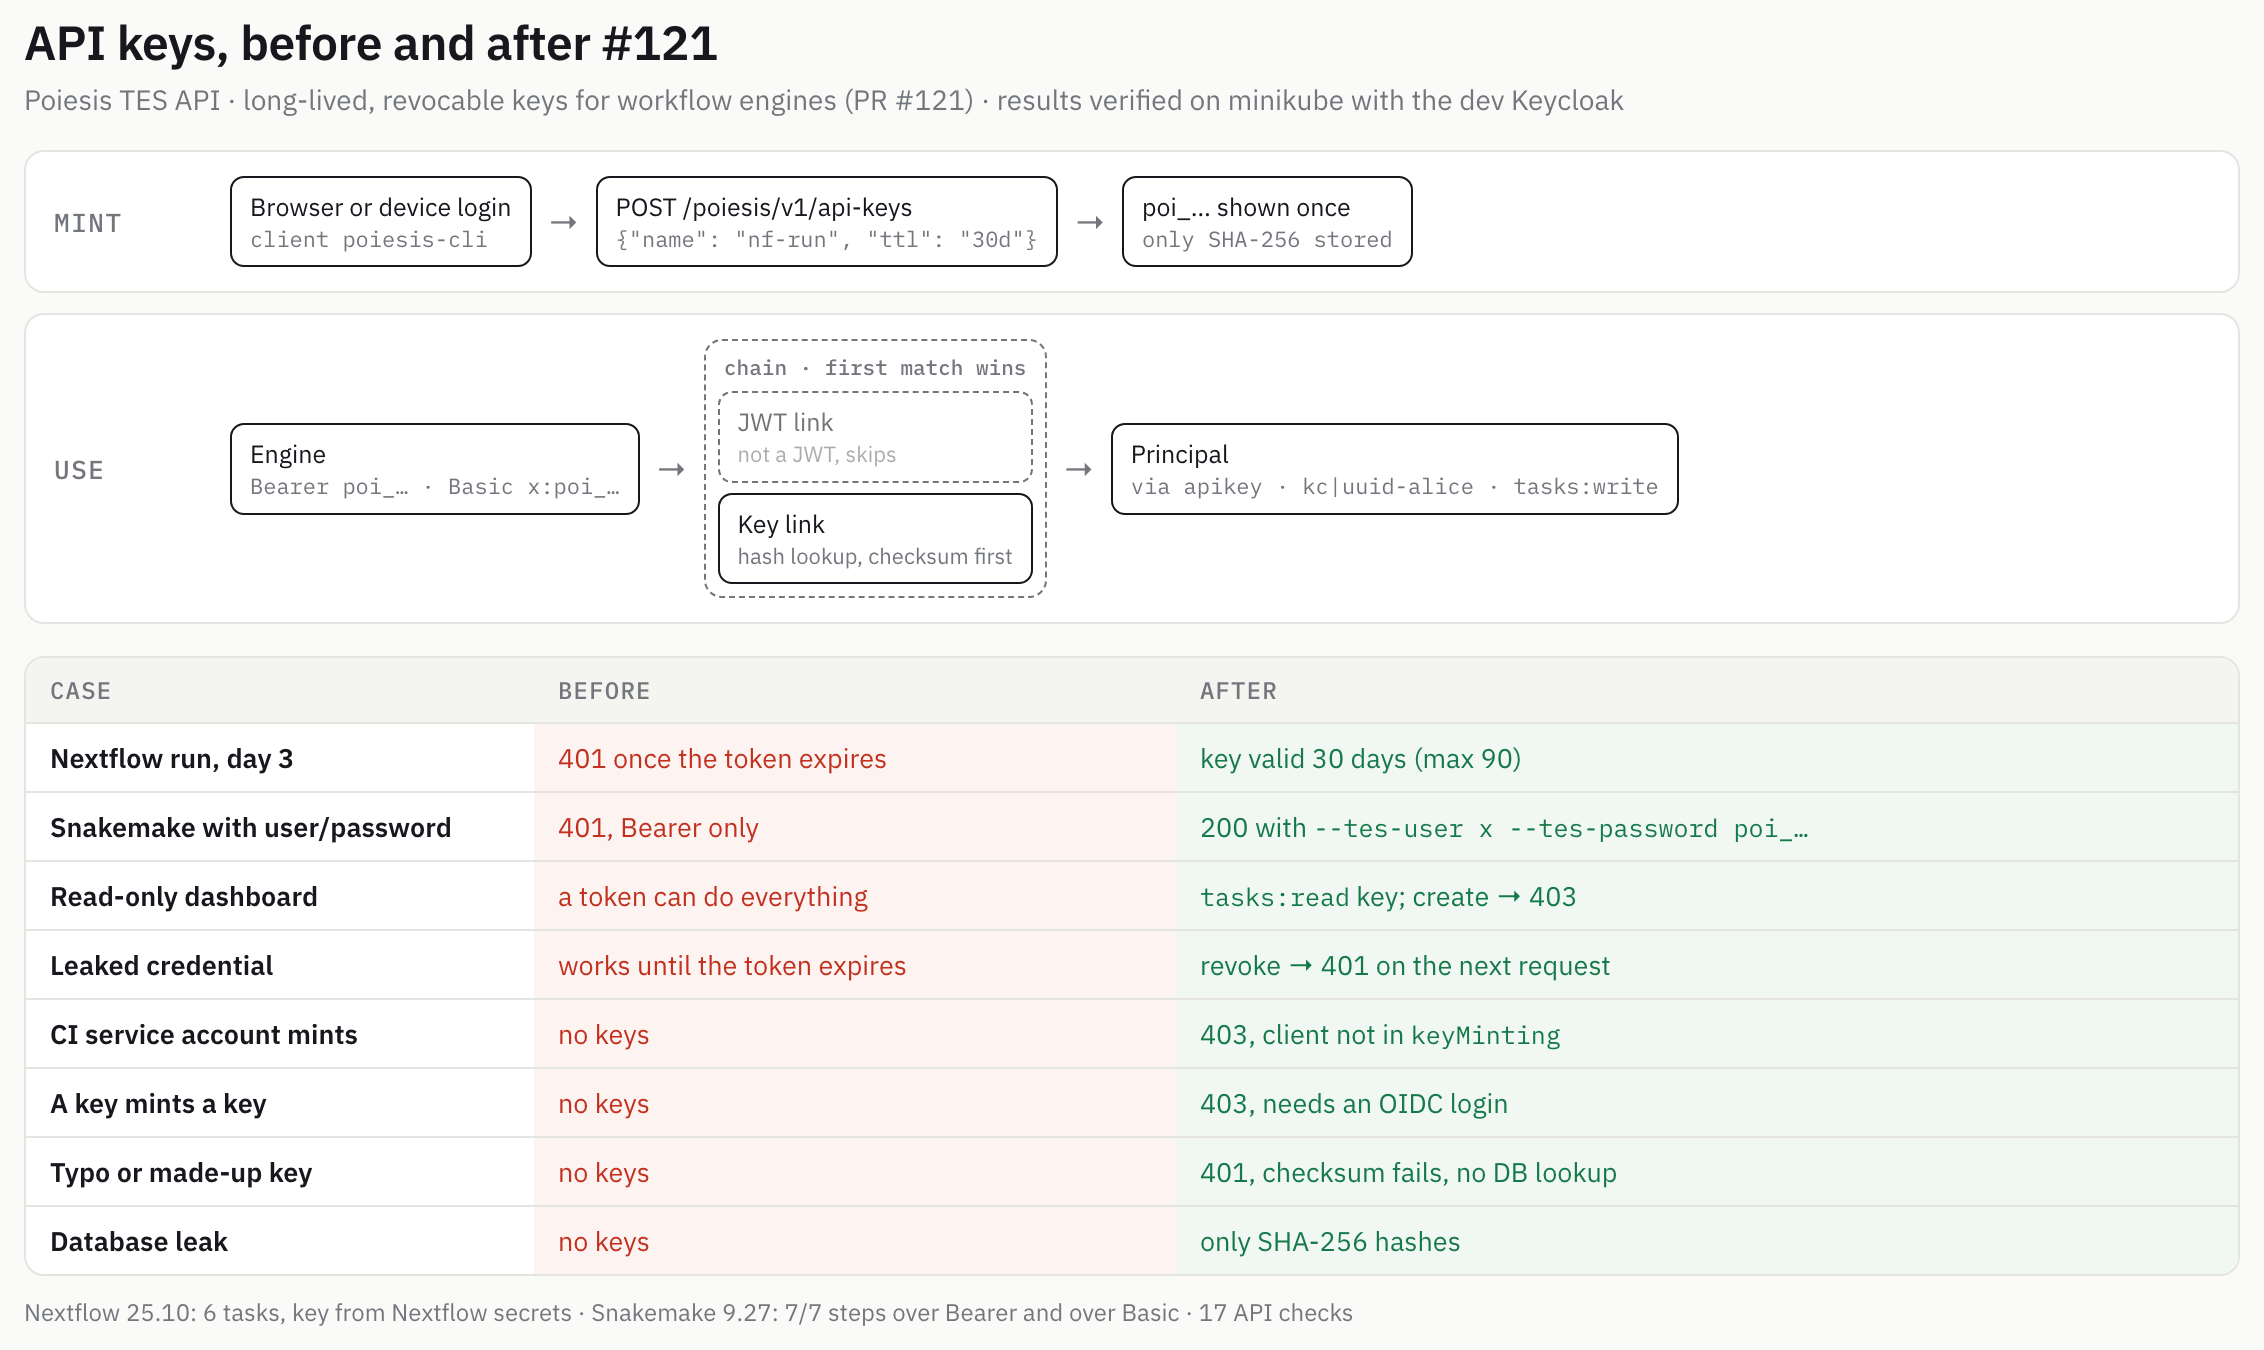 API keys, before and after #121
Poiesis TES API · long-lived, revocable keys for workflow engines (PR #121) · results verified on minikube with the dev Keycloak
MINT
Browser or device login
client poiesis-cli
→
POST /poiesis/v1/api-keys
{"name": "nf-run", "ttl": "30d"}
→
poi_… shown once
only SHA-256 stored
USE
Engine
Bearer poi_… · Basic x:poi_…
→
chain · first match wins
JWT link
not a JWT, skips
Key link
hash lookup, checksum first
→
Principal
via apikey · kc|uuid-alice · tasks:write
CASE BEFORE AFTER
Nextflow run, day 3 401 once the token expires key valid 30 days (max 90)
Snakemake with user/password 401, Bearer only 200 with --tes-user x --tes-password poi_…
Read-only dashboard a token can do everything tasks:read key; create → 403
Leaked credential works until the token expires revoke → 401 on the next request
CI service account mints no keys 403, client not in keyMinting
A key mints a key no keys 403, needs an OIDC login
Typo or made-up key no keys 401, checksum fails, no DB lookup
Database leak no keys only SHA-256 hashes
Nextflow 25.10: 6 tasks, key from Nextflow secrets · Snakemake 9.27: 7/7 steps over Bearer and over Basic · 17 API checks